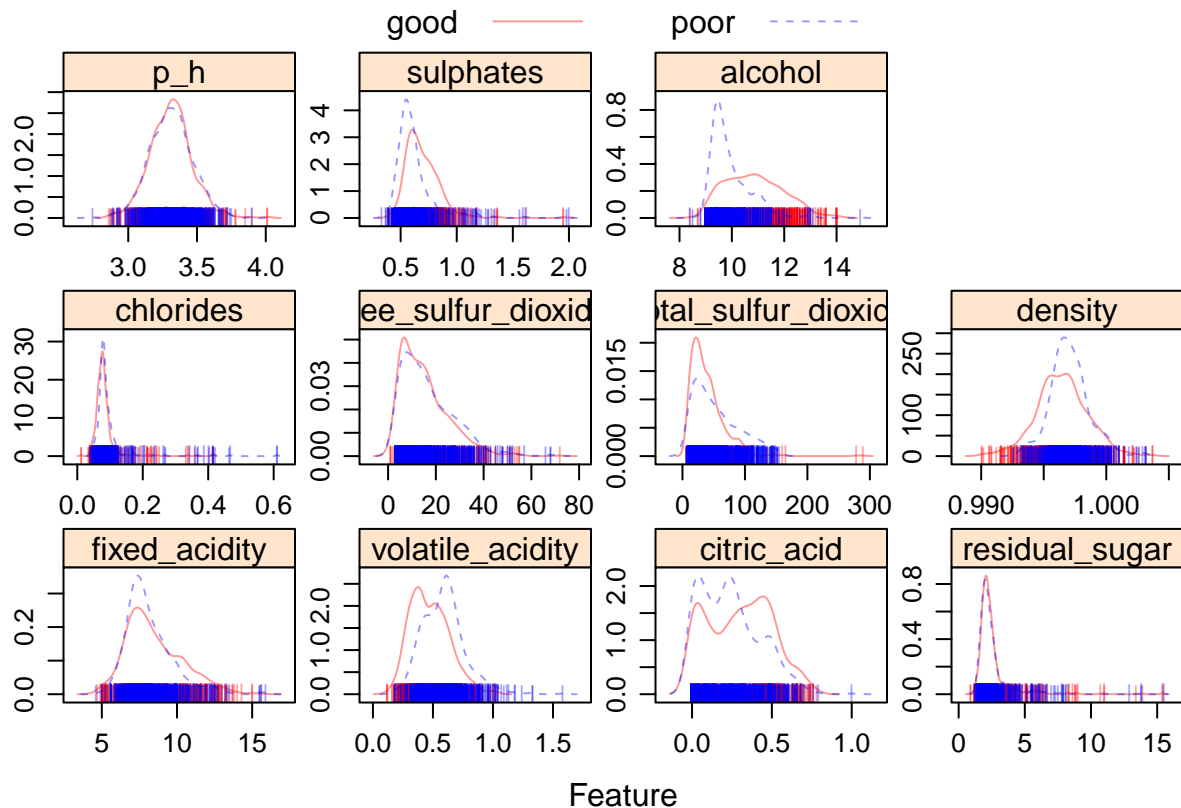 good poor
p_h sulphates alcohol
0.0 1.0 2.0
0 1 2 3 4
0.0 0.4 0.8
3.0 3.5 4.0
0.5 1.0 1.5 2.0
8 10 12 14
chlorides ee_sulfur_dioxid otal_sulfur_dioxid density
0 10 20 30
0.00 0.03
0.000 0.015
0 100 250
0.0 0.2 0.4 0.6
0 20 40 60 80
0 100 200 300
0.990 1.000
fixed_acidity volatile_acidity citric_acid residual_sugar
0.0 0.2
0.0 1.0 2.0
0.0 1.0 2.0
0.0 0.4 0.8
5 10 15
0.0 0.5 1.0 1.5
0.0 0.5 1.0
0 5 10 15
Feature